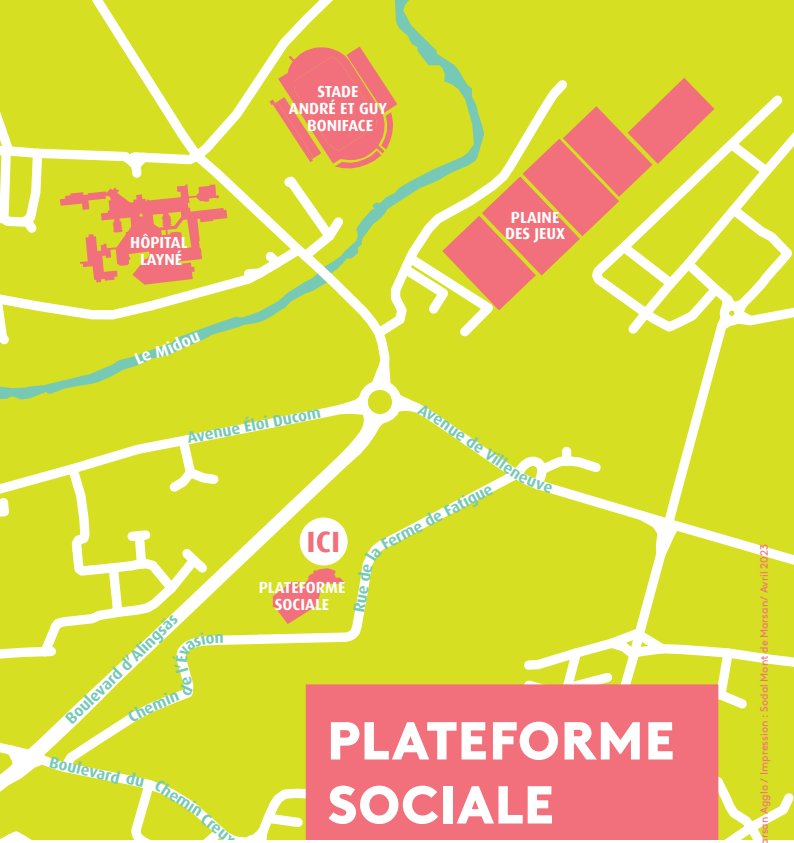 STADE
ANDRÉ ET GUY
BONIFACE
PLAINE
DES JEUX
HÔPITAL
LAYNÉ
Le Midou
Avenue Éloi Ducom
Avenue de Villeneuve
Rue de la Ferme de Fatigue
ICI
PLATEFORME
SOCIALE
Boulevard d'Alingsäs
Chemin de l'Évasion
Boulevard du Chemin Creux
PLATEFORME
SOCIALE
Agglo / Impression : Sodal Mont de Marsan/ Avril 2023